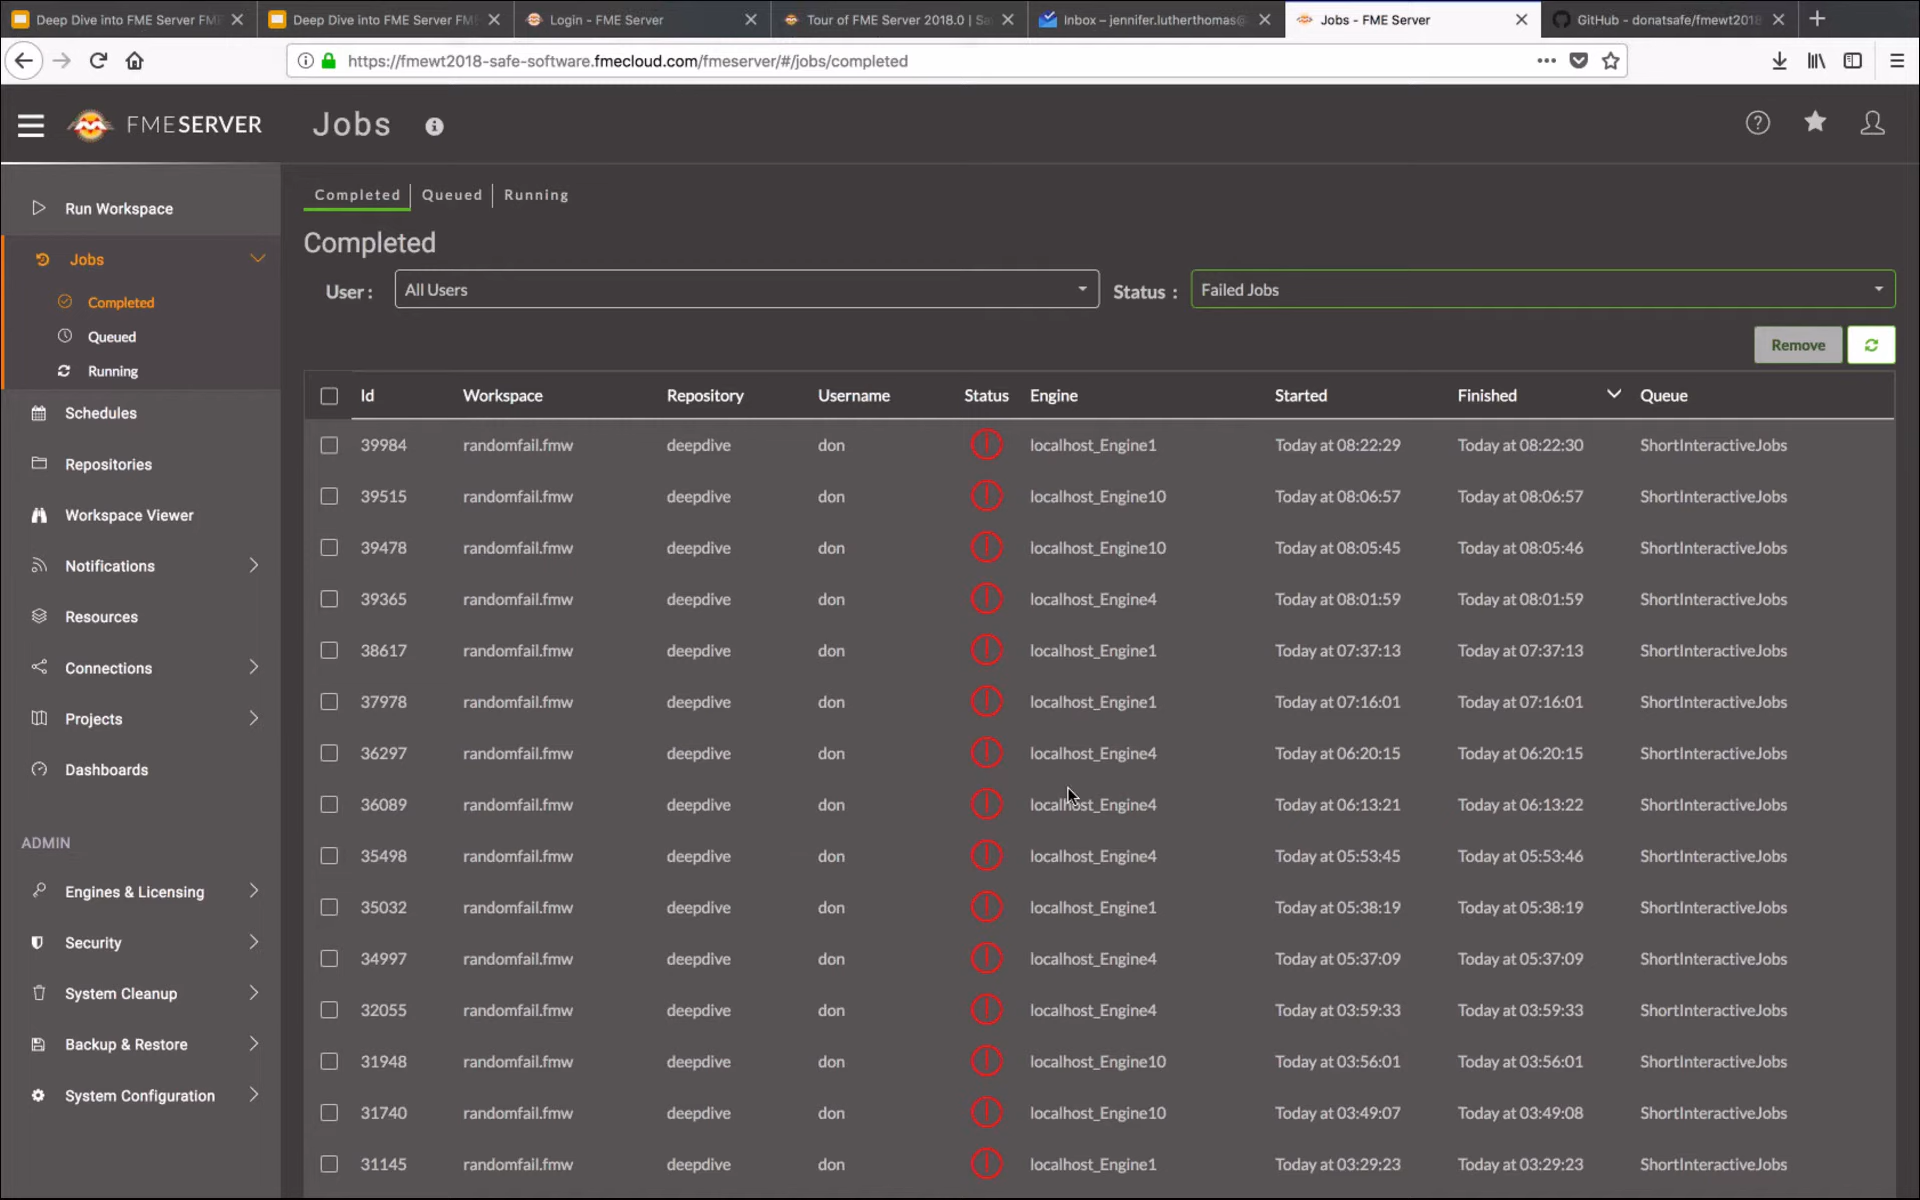 Deep Dive into FME Server FM
Deep Dive into FME Server FM
Login - FME Server
Tour of FME Server 2018.0 | Sa
Inbox – jennifer.lutherthomas@
Jobs - FME Server
GitHub - donatsafe/fmewt2018
https://fmewt2018-safe-software.fmecloud.com/fmeserver/#/jobs/completed
FMESERVER
Jobs
Run Workspace
Jobs
Completed
Queued
Running
Schedules
Repositories
Workspace Viewer
Notifications
Resources
Connections
Projects
Dashboards
ADMIN
Engines & Licensing
Security
System Cleanup
Backup & Restore
System Configuration
Completed | Queued | Running
Completed
User : All Users Status : Failed Jobs
Remove
Id Workspace Repository Username Status Engine Started Finished Queue
39984 randomfail.fmw deepdive don localhost_Engine1 Today at 08:22:29 Today at 08:22:30 ShortInteractiveJobs
39515 randomfail.fmw deepdive don localhost_Engine10 Today at 08:06:57 Today at 08:06:57 ShortInteractiveJobs
39478 randomfail.fmw deepdive don localhost_Engine10 Today at 08:05:45 Today at 08:05:46 ShortInteractiveJobs
39365 randomfail.fmw deepdive don localhost_Engine4 Today at 08:01:59 Today at 08:01:59 ShortInteractiveJobs
38617 randomfail.fmw deepdive don localhost_Engine1 Today at 07:37:13 Today at 07:37:13 ShortInteractiveJobs
37978 randomfail.fmw deepdive don localhost_Engine1 Today at 07:16:01 Today at 07:16:01 ShortInteractiveJobs
36297 randomfail.fmw deepdive don localhost_Engine4 Today at 06:20:15 Today at 06:20:15 ShortInteractiveJobs
36089 randomfail.fmw deepdive don localhost_Engine4 Today at 06:13:21 Today at 06:13:22 ShortInteractiveJobs
35498 randomfail.fmw deepdive don localhost_Engine4 Today at 05:53:45 Today at 05:53:46 ShortInteractiveJobs
35032 randomfail.fmw deepdive don localhost_Engine1 Today at 05:38:19 Today at 05:38:19 ShortInteractiveJobs
34997 randomfail.fmw deepdive don localhost_Engine4 Today at 05:37:09 Today at 05:37:09 ShortInteractiveJobs
32055 randomfail.fmw deepdive don localhost_Engine4 Today at 03:59:33 Today at 03:59:33 ShortInteractiveJobs
31948 randomfail.fmw deepdive don localhost_Engine10 Today at 03:56:01 Today at 03:56:01 ShortInteractiveJobs
31740 randomfail.fmw deepdive don localhost_Engine10 Today at 03:49:07 Today at 03:49:08 ShortInteractiveJobs
31145 randomfail.fmw deepdive don localhost_Engine1 Today at 03:29:23 Today at 03:29:23 ShortInteractiveJobs